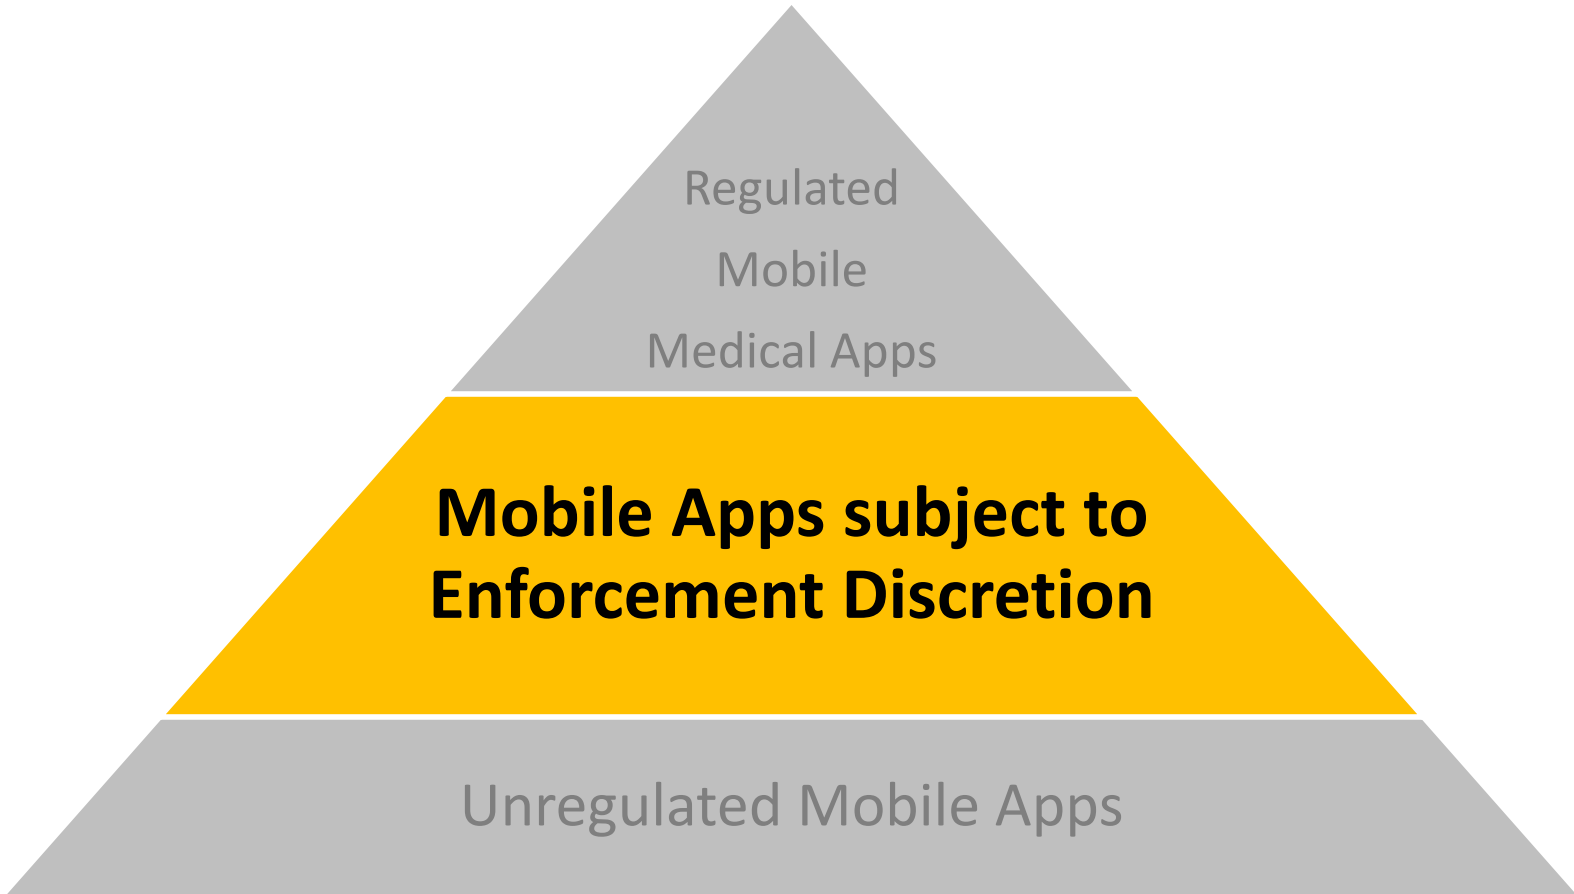 Regulated
Mobile
Medical Apps
Mobile Apps subject to
Enforcement Discretion
Unregulated Mobile Apps